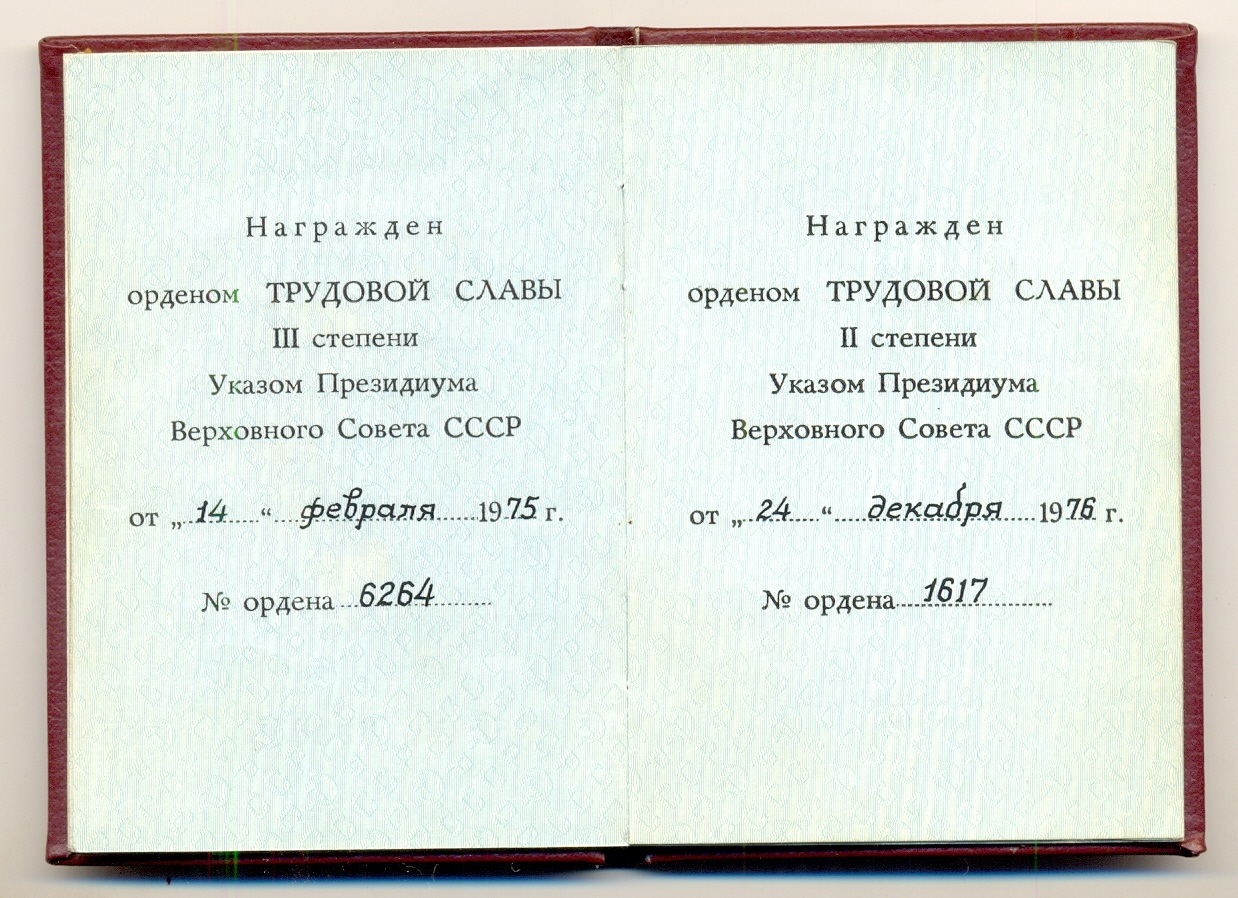 Награжден
орденом ТРУДОВОЙ СЛАВЫ
III степени
Указом Президиума
Верховного Совета СССР
от „ 14 “ февраля 1975 г.
№ ордена 6264
Награжден
орденом ТРУДОВОЙ СЛАВЫ
II степени
Указом Президиума
Верховного Совета СССР
от „ 24 “ декабря 1976 г.
№ ордена 1617